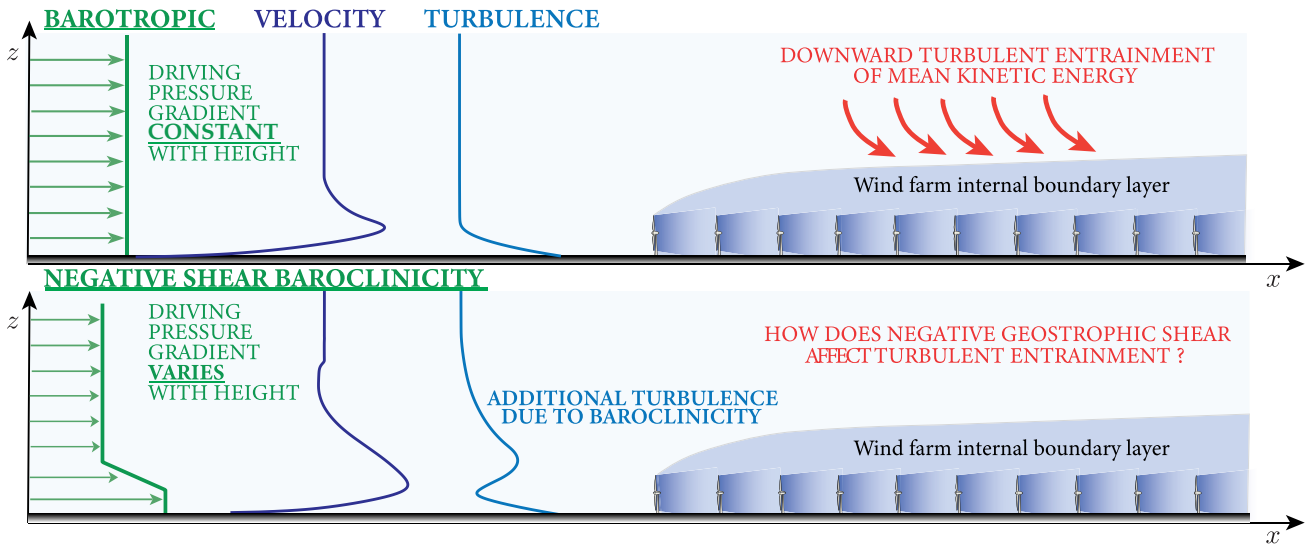 BAROTROPIC
VELOCITY
TURBULENCE
z
DRIVING
PRESSURE
GRADIENT
CONSTANT
WITH HEIGHT
DOWNWARD TURBULENT ENTRAINMENT
OF MEAN KINETIC ENERGY
Wind farm internal boundary layer
x
NEGATIVE SHEAR BAROCLINICITY
z
DRIVING
PRESSURE
GRADIENT
VARIES
WITH HEIGHT
ADDITIONAL TURBULENCE
DUE TO BAROCLINICITY
HOW DOES NEGATIVE GEOSTROPHIC SHEAR
AFFECT TURBULENT ENTRAINMENT ?
Wind farm internal boundary layer
x